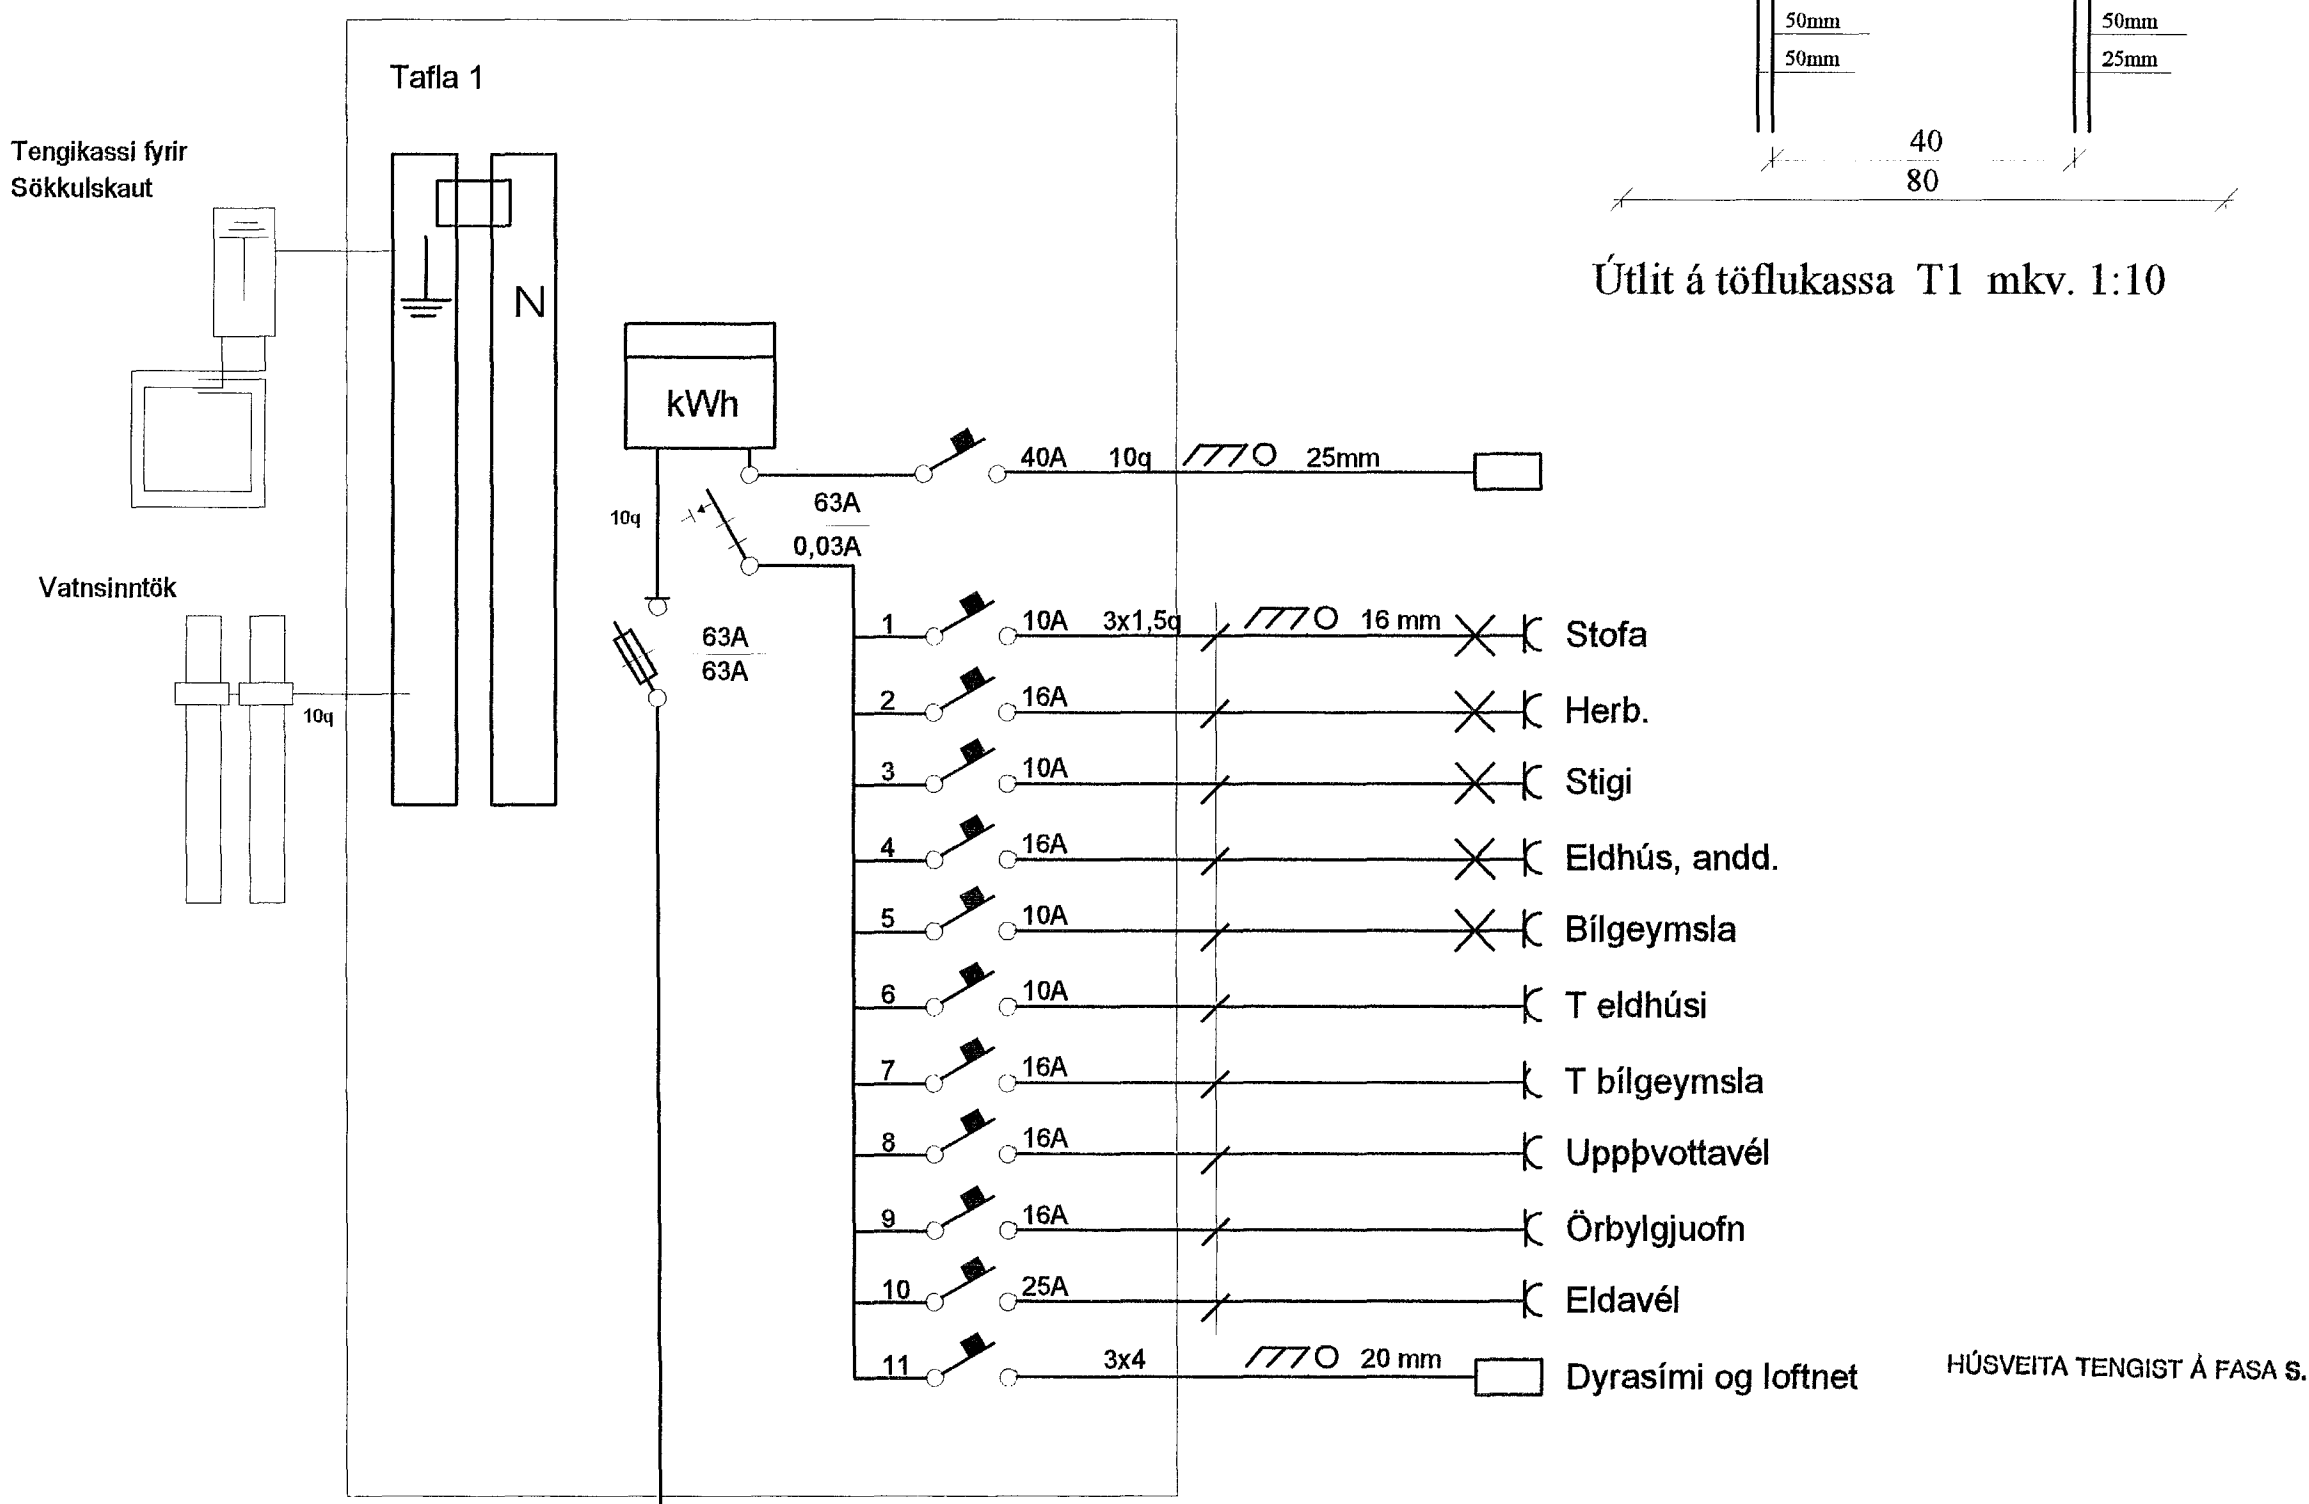 50mm
50mm
50mm
25mm
40
80
Útlit á töflukassa T1 mkv. 1:10
Tafla 1
Tengikassi fyrir
Sökkulskaut
N
kWh
40A 10q 25mm
10q
63A
0,03A
Vatnsinntök
10q
63A
63A
1 10A 3x1,5q 16 mm Stofa
2 16A Herb.
3 10A Stigi
4 16A Eldhús, andd.
5 10A Bílgeymsla
6 10A T eldhúsi
7 16A T bílgeymsla
8 16A Uppþvottavél
9 16A Örbylgjuofn
10 25A Eldavél
11 3x4 20 mm Dyrasími og loftnet
HÚSVEITA TENGIST Á FASA S.